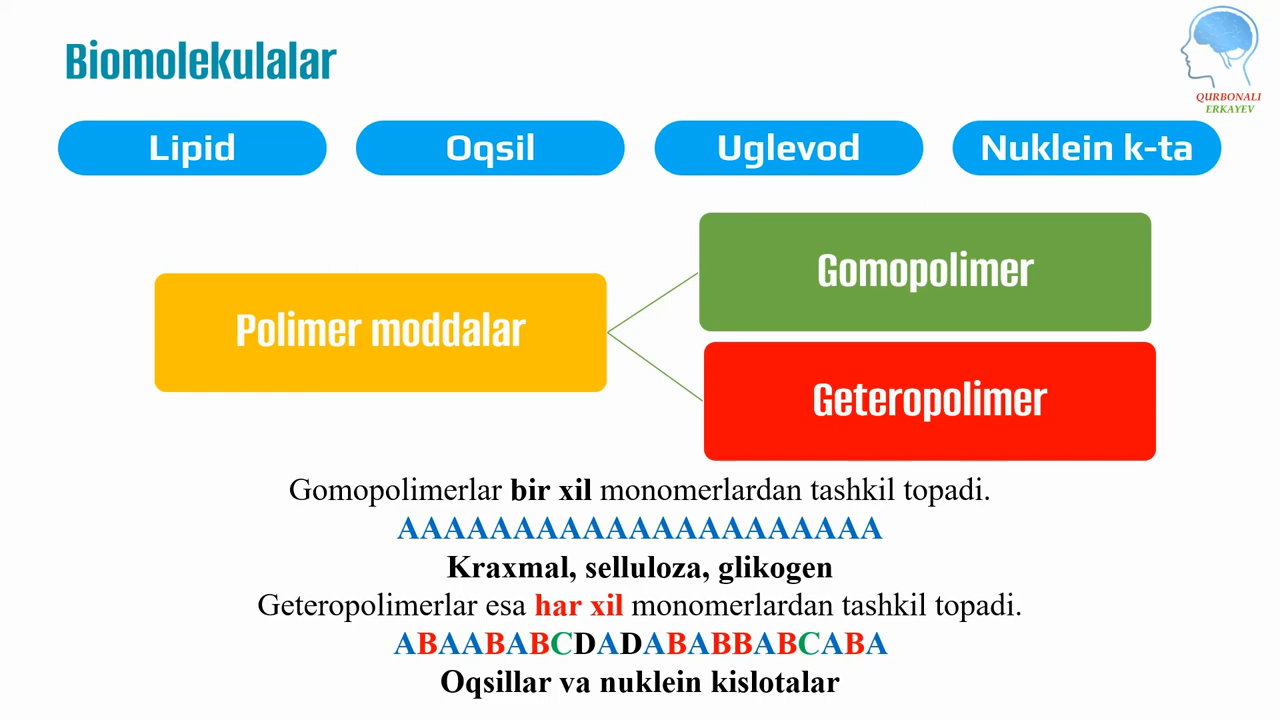 Biomolekulalar
QURBONALI
ERKAYEV
Lipid
Oqsil
Uglevod
Nuklein k-ta
Polimer moddalar
Gomopolimer
Geteropolimer
Gomopolimerlar bir xil monomerlardan tashkil topadi.
AAAAAAAAAAAAAAAAAAAAA
Kraxmal, selluloza, glikogen
Geteropolimerlar esa har xil monomerlardan tashkil topadi.
ABAABABCDADABABBABCABA
Oqsillar va nuklein kislotalar